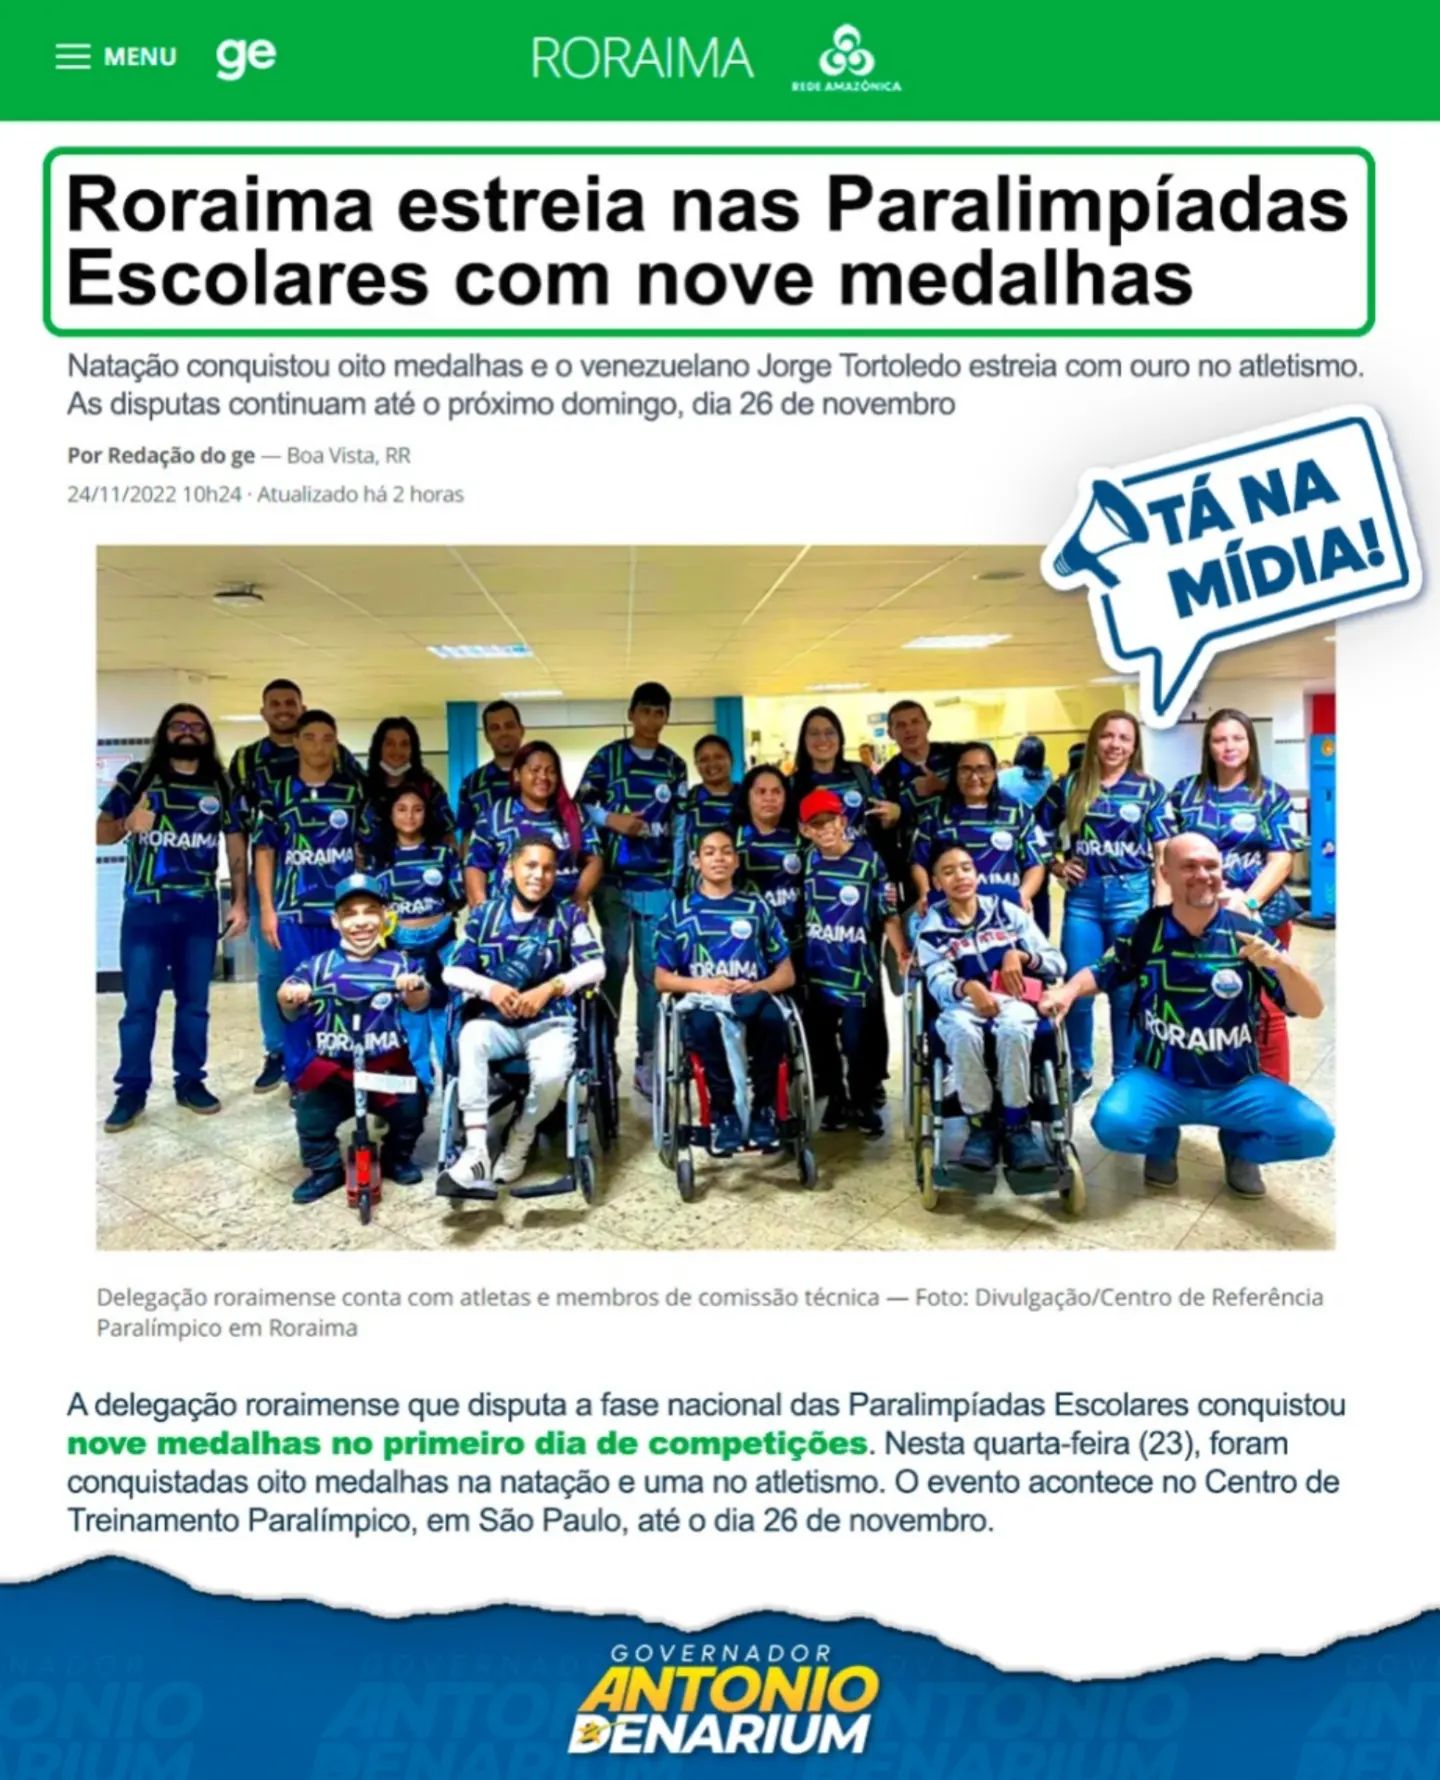 MENU ge RORAIMA REDE AMAZÔNICA
Roraima estreia nas Paralimpíadas
Escolares com nove medalhas
Natação conquistou oito medalhas e o venezuelano Jorge Tortoledo estreia com ouro no atletismo.
As disputas continuam até o próximo domingo, dia 26 de novembro
Por Redação do ge — Boa Vista, RR
24/11/2022 10h24 · Atualizado há 2 horas
TÁ NA
MÍDIA!
RORAIMA
RORAIMA
RORAIMA
RORAIMA
RORAIMA
Delegação roraimense conta com atletas e membros de comissão técnica — Foto: Divulgação/Centro de Referência
Paralímpico em Roraima
A delegação roraimense que disputa a fase nacional das Paralimpíadas Escolares conquistou
nove medalhas no primeiro dia de competições. Nesta quarta-feira (23), foram
conquistadas oito medalhas na natação e uma no atletismo. O evento acontece no Centro de
Treinamento Paralímpico, em São Paulo, até o dia 26 de novembro.
GOVERNADOR
ANTONIO
DENARIUM